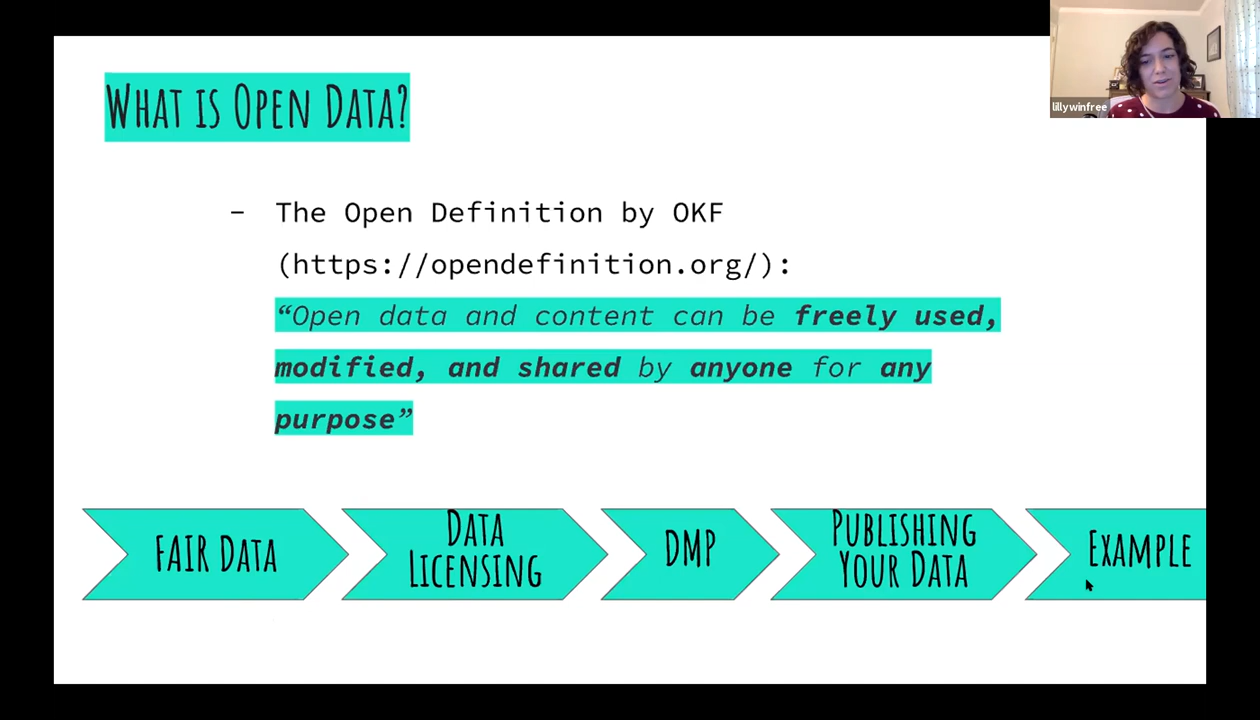 What is Open Data?
lillywinfree
- The Open Definition by OKF
(https://opendefinition.org/):
“Open data and content can be freely used,
modified, and shared by anyone for any
purpose”
FAIR Data
Data
Licensing
DMP
Publishing
Your Data
Example